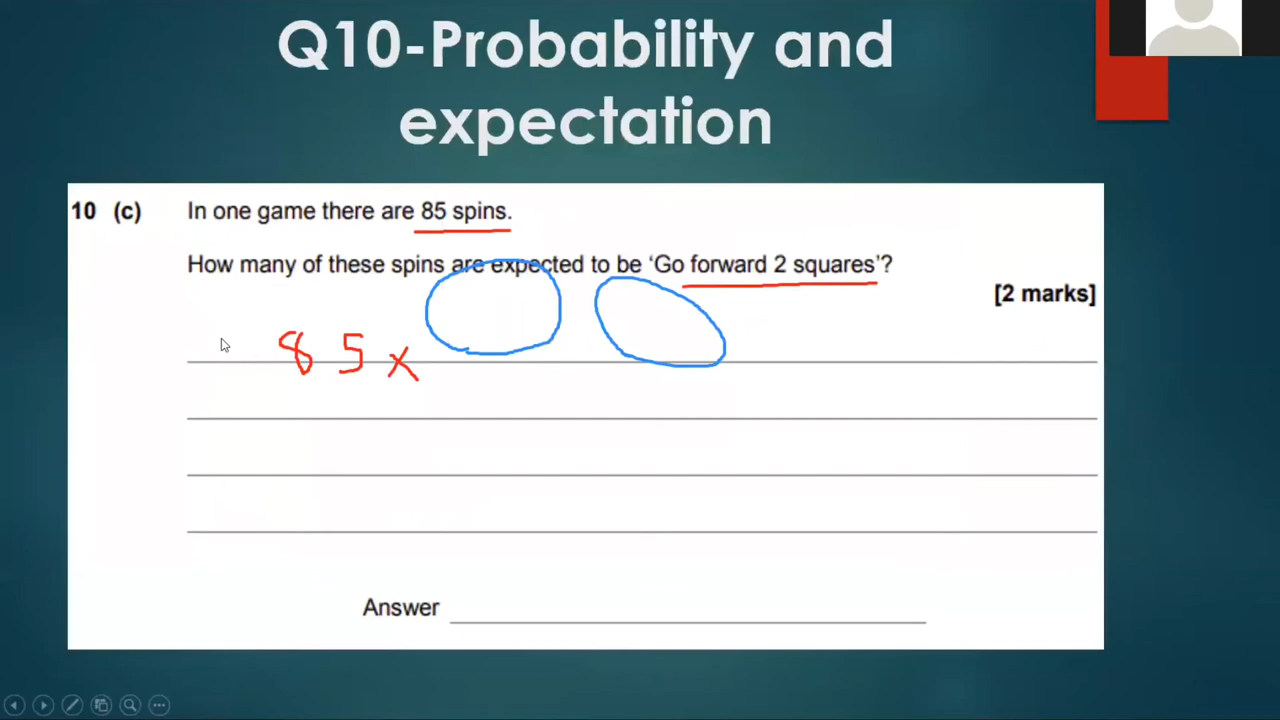 Q10-Probability and
expectation
10 (c) In one game there are 85 spins.
How many of these spins are expected to be ‘Go forward 2 squares’?
[2 marks]
85 x
Answer